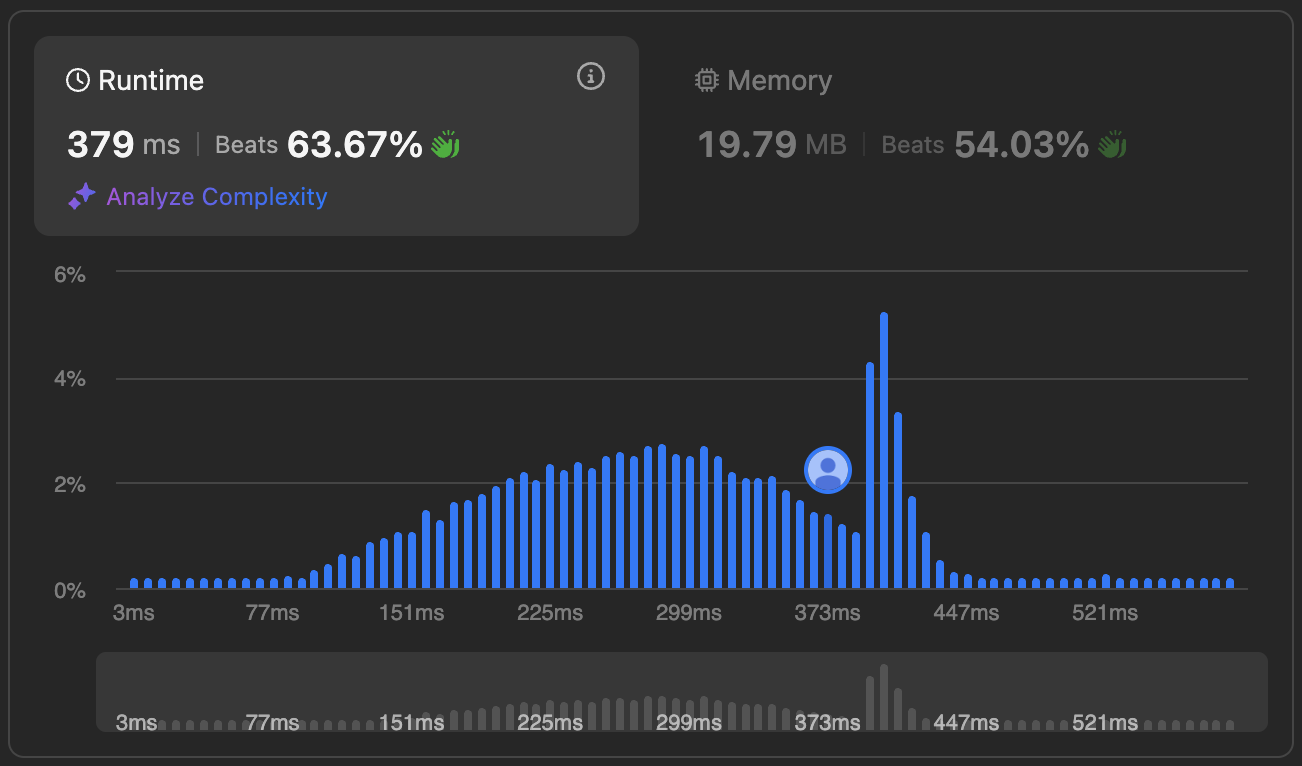 Runtime
379 ms | Beats 63.67%
Analyze Complexity
Memory
19.79 MB | Beats 54.03%
6%
4%
2%
0%
3ms 77ms 151ms 225ms 299ms 373ms 447ms 521ms
3ms 77ms 151ms 225ms 299ms 373ms 447ms 521ms